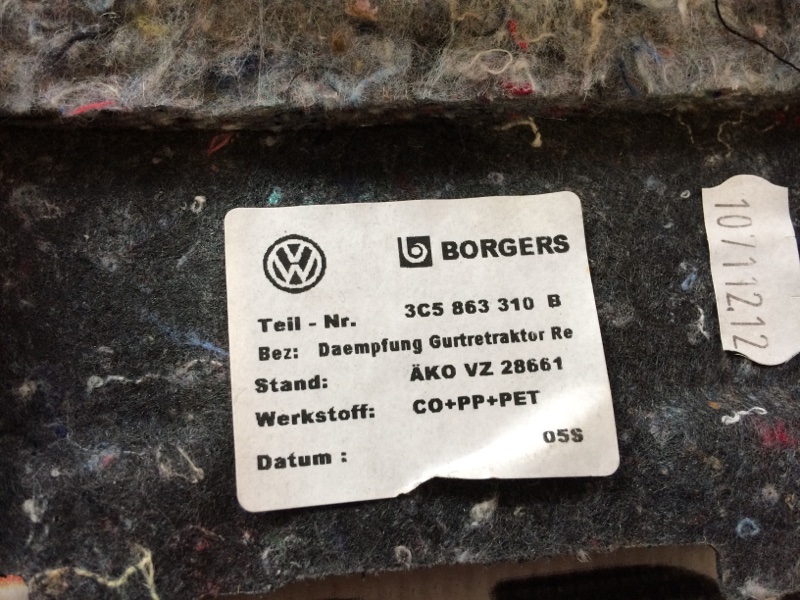 BORGERS
Teil - Nr. 3C5 863 310 B
Bez: Daempfung Gurtretraktor Re
Stand: ÄKO VZ 28661
Werkstoff: CO+PP+PET
Datum : 05S
10/11 12.12